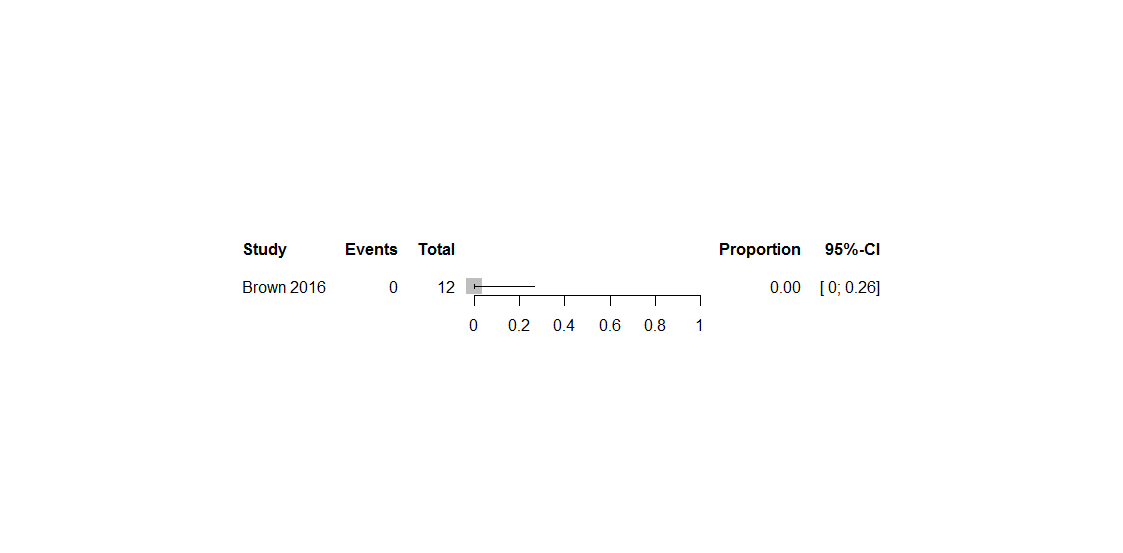 Study Events Total Proportion 95%-CI
Brown 2016 0 12 0.00 [ 0; 0.26]
0 0.2 0.4 0.6 0.8 1